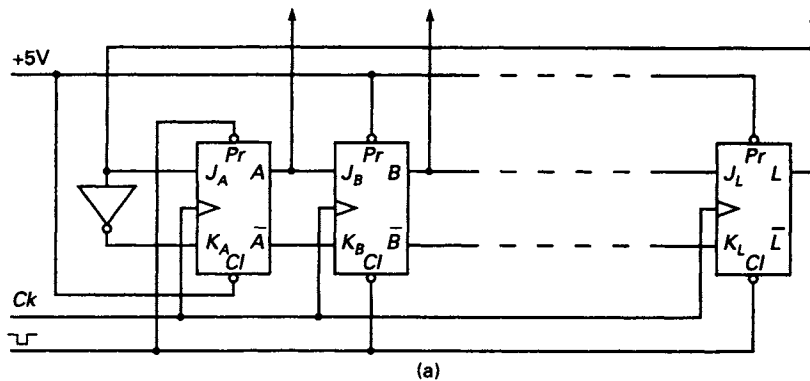 +5V
Pr Pr Pr
J_A A J_B B J_L L
K_A A̅ K_B B̅ K_L L̅
Cl Cl Cl
Ck
(a)